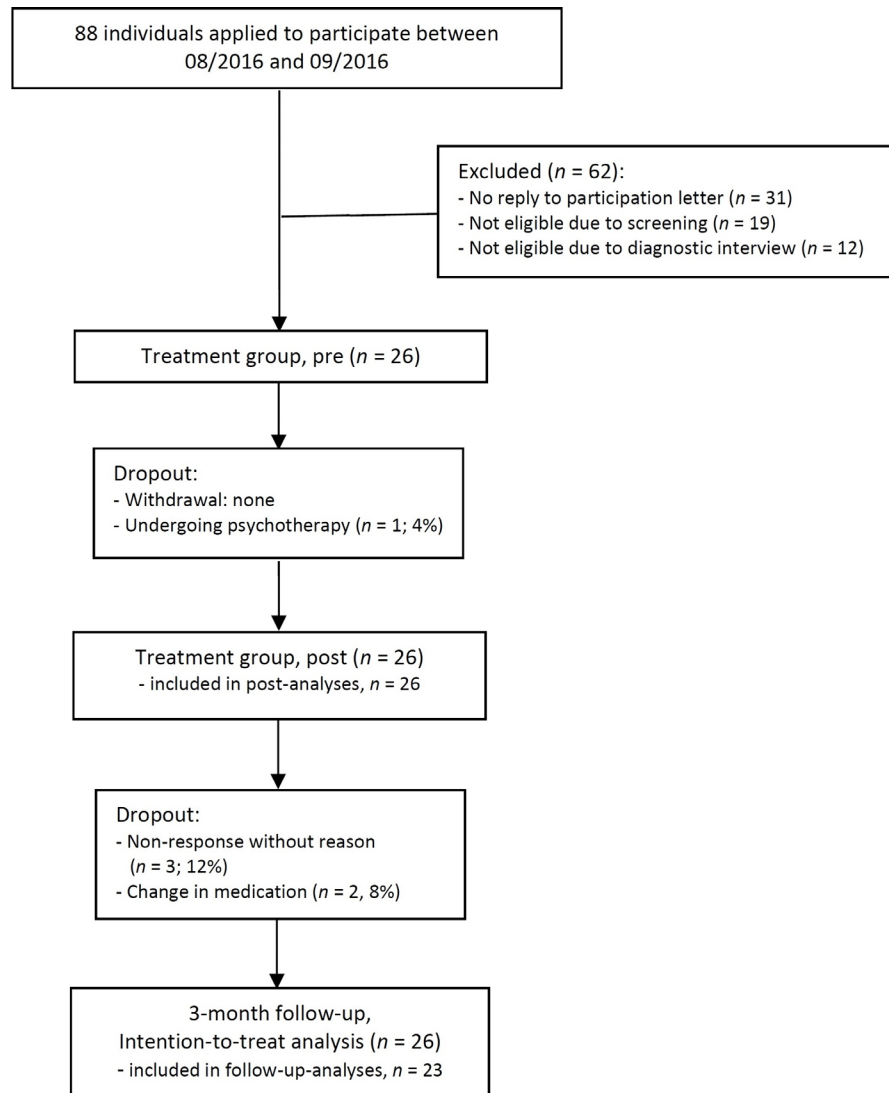 88 individuals applied to participate between
08/2016 and 09/2016
Excluded (n = 62):
- No reply to participation letter (n = 31)
- Not eligible due to screening (n = 19)
- Not eligible due to diagnostic interview (n = 12)
Treatment group, pre (n = 26)
Dropout:
- Withdrawal: none
- Undergoing psychotherapy (n = 1; 4%)
Treatment group, post (n = 26)
- included in post-analyses, n = 26
Dropout:
- Non-response without reason
(n = 3; 12%)
- Change in medication (n = 2, 8%)
3-month follow-up,
Intention-to-treat analysis (n = 26)
- included in follow-up-analyses, n = 23